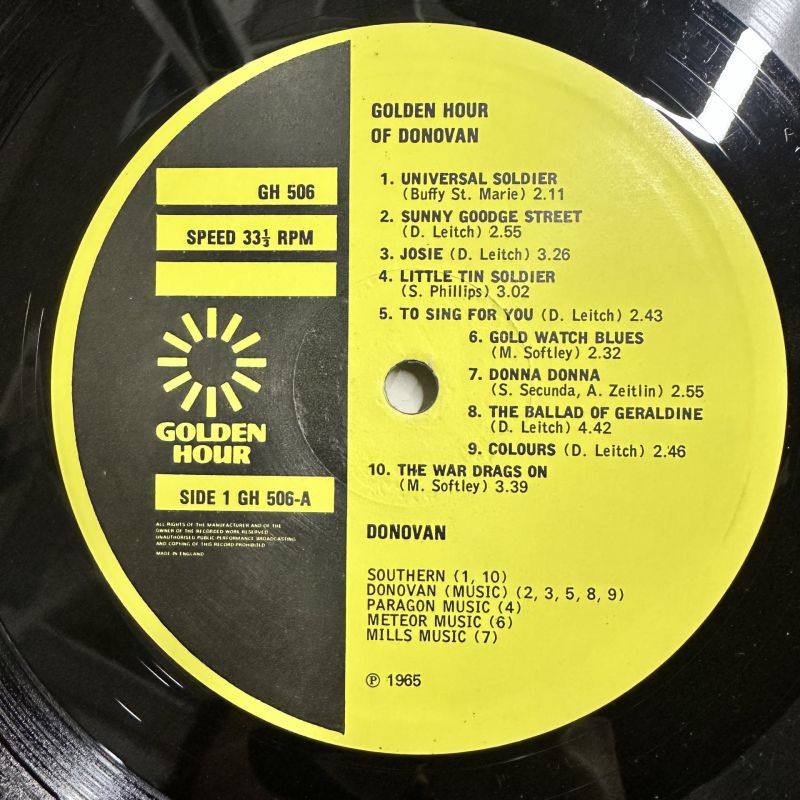 GOLDEN HOUR
OF DONOVAN
1. UNIVERSAL SOLDIER
(Buffy St. Marie) 2.11
2. SUNNY GOODGE STREET
(D. Leitch) 2.55
3. JOSIE (D. Leitch) 3.26
4. LITTLE TIN SOLDIER
(S. Phillips) 3.02
5. TO SING FOR YOU (D. Leitch) 2.43
6. GOLD WATCH BLUES
(M. Softley) 2.32
7. DONNA DONNA
(S. Secunda, A. Zeitlin) 2.55
8. THE BALLAD OF GERALDINE
(D. Leitch) 4.42
9. COLOURS (D. Leitch) 2.46
10. THE WAR DRAGS ON
(M. Softley) 3.39
DONOVAN
SOUTHERN (1, 10)
DONOVAN (MUSIC) (2, 3, 5, 8, 9)
PARAGON MUSIC (4)
METEOR MUSIC (6)
MILLS MUSIC (7)
℗ 1965
GH 506
SPEED 33⅓ RPM
GOLDEN
HOUR
SIDE 1 GH 506-A
ALL RIGHTS OF THE MANUFACTURER AND OF THE
OWNER OF THE RECORDED WORK RESERVED
UNAUTHORISED PUBLIC PERFORMANCE BROADCASTING
AND COPYING OF THIS RECORD PROHIBITED
MADE IN ENGLAND